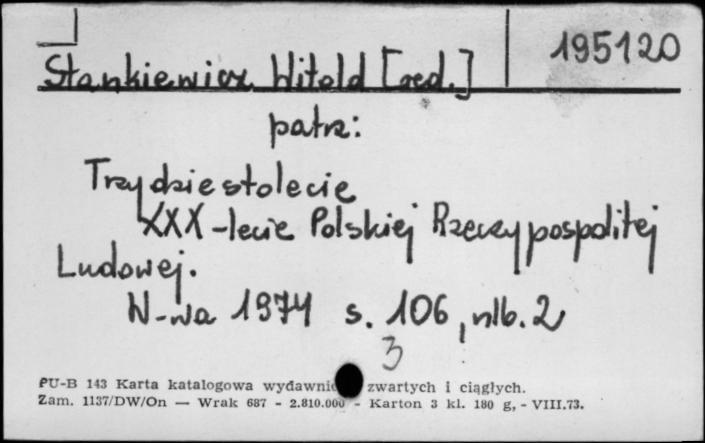 195120
Stankiewicz Witold [red.]
patrz:
Trzydziestolecie
XXX-lecie Polskiej Rzeczypospolitej
Ludowej.
W-wa 1974 s. 106, nlb. 2
3
PU-B 143 Karta katalogowa wydawnic zwartych i ciągłych.
Zam. 1137/DW/On — Wrak 687 - 2.810.000 - Karton 3 kl. 180 g, - VIII.73.